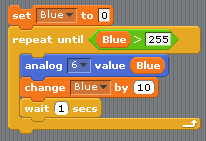 set Blue to 0
repeat until Blue > 255
analog 6 value Blue
change Blue by 10
wait 1 secs